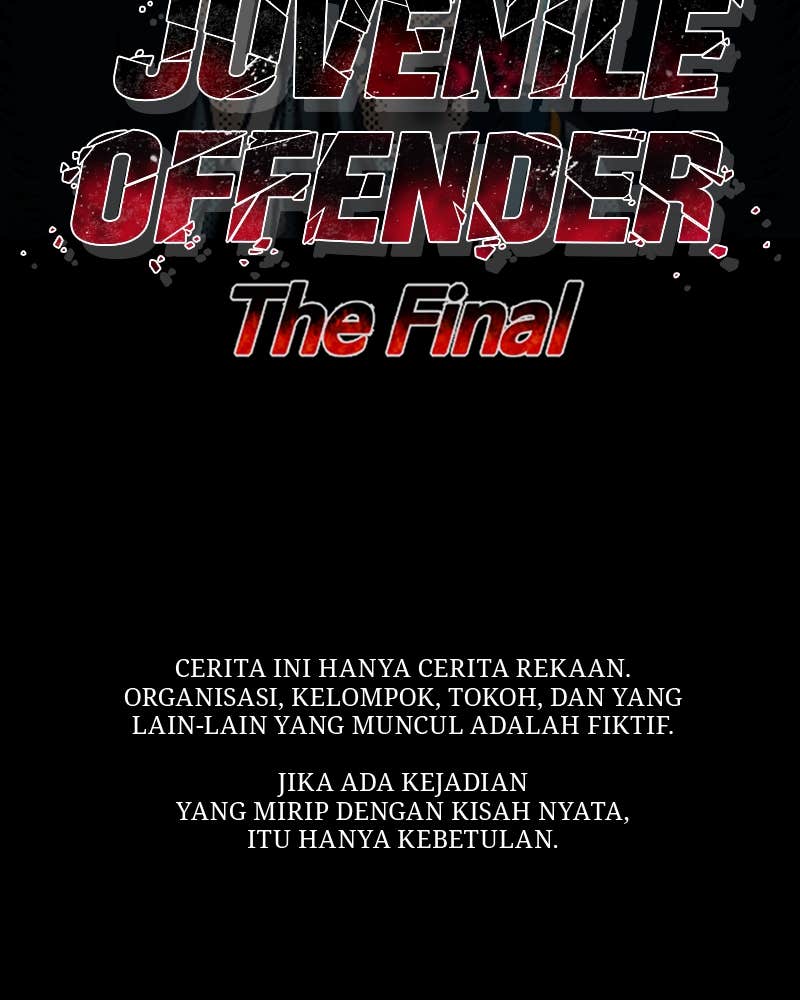 JUVENILE
OFFENDER
The Final
CERITA INI HANYA CERITA REKAAN.
ORGANISASI, KELOMPOK, TOKOH, DAN YANG
LAIN-LAIN YANG MUNCUL ADALAH FIKTIF.
JIKA ADA KEJADIAN
YANG MIRIP DENGAN KISAH NYATA,
ITU HANYA KEBETULAN.